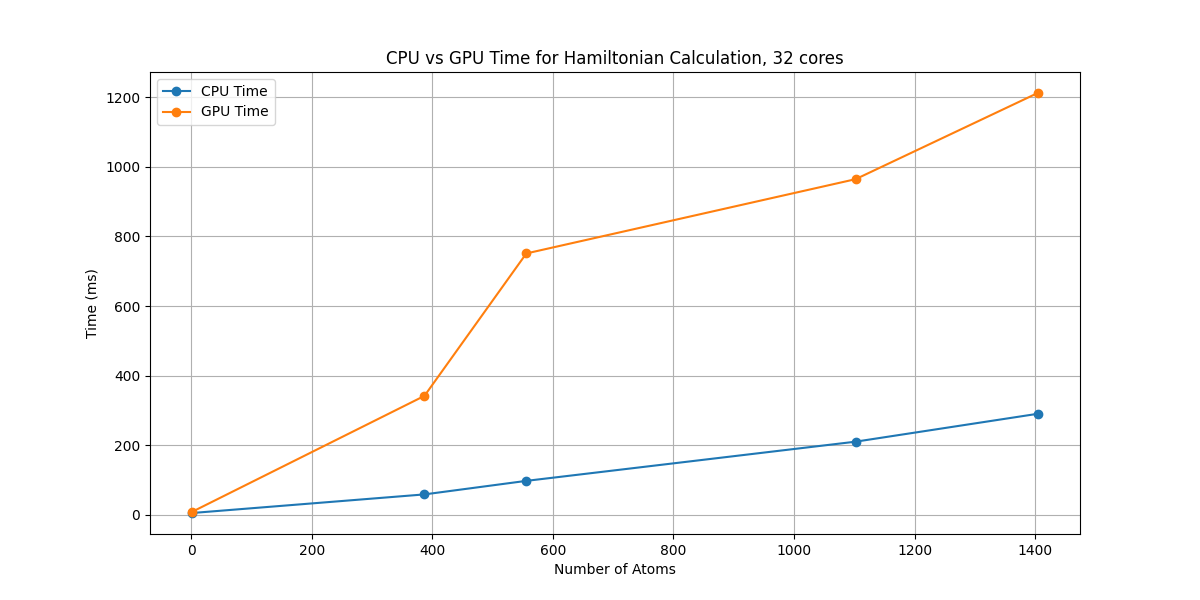 CPU vs GPU Time for Hamiltonian Calculation, 32 cores
CPU Time
GPU Time
1200
1000
800
600
400
200
0
Time (ms)
0 200 400 600 800 1000 1200 1400
Number of Atoms